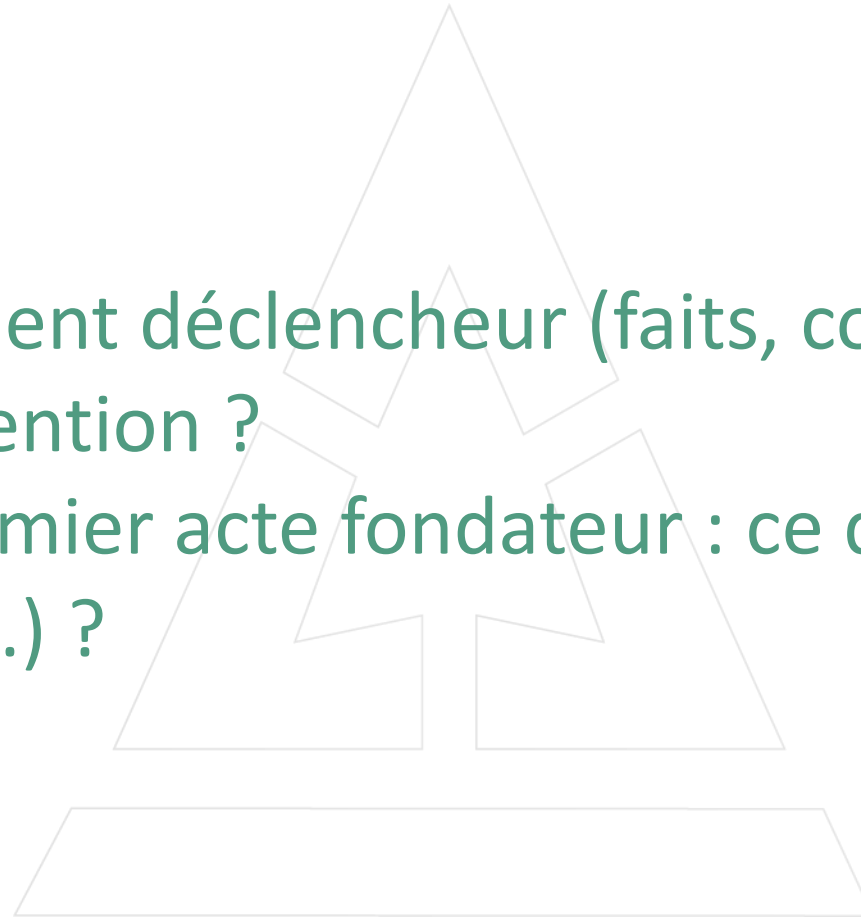 ent déclencheur (faits, co
ention ?
mier acte fondateur : ce
.) ?